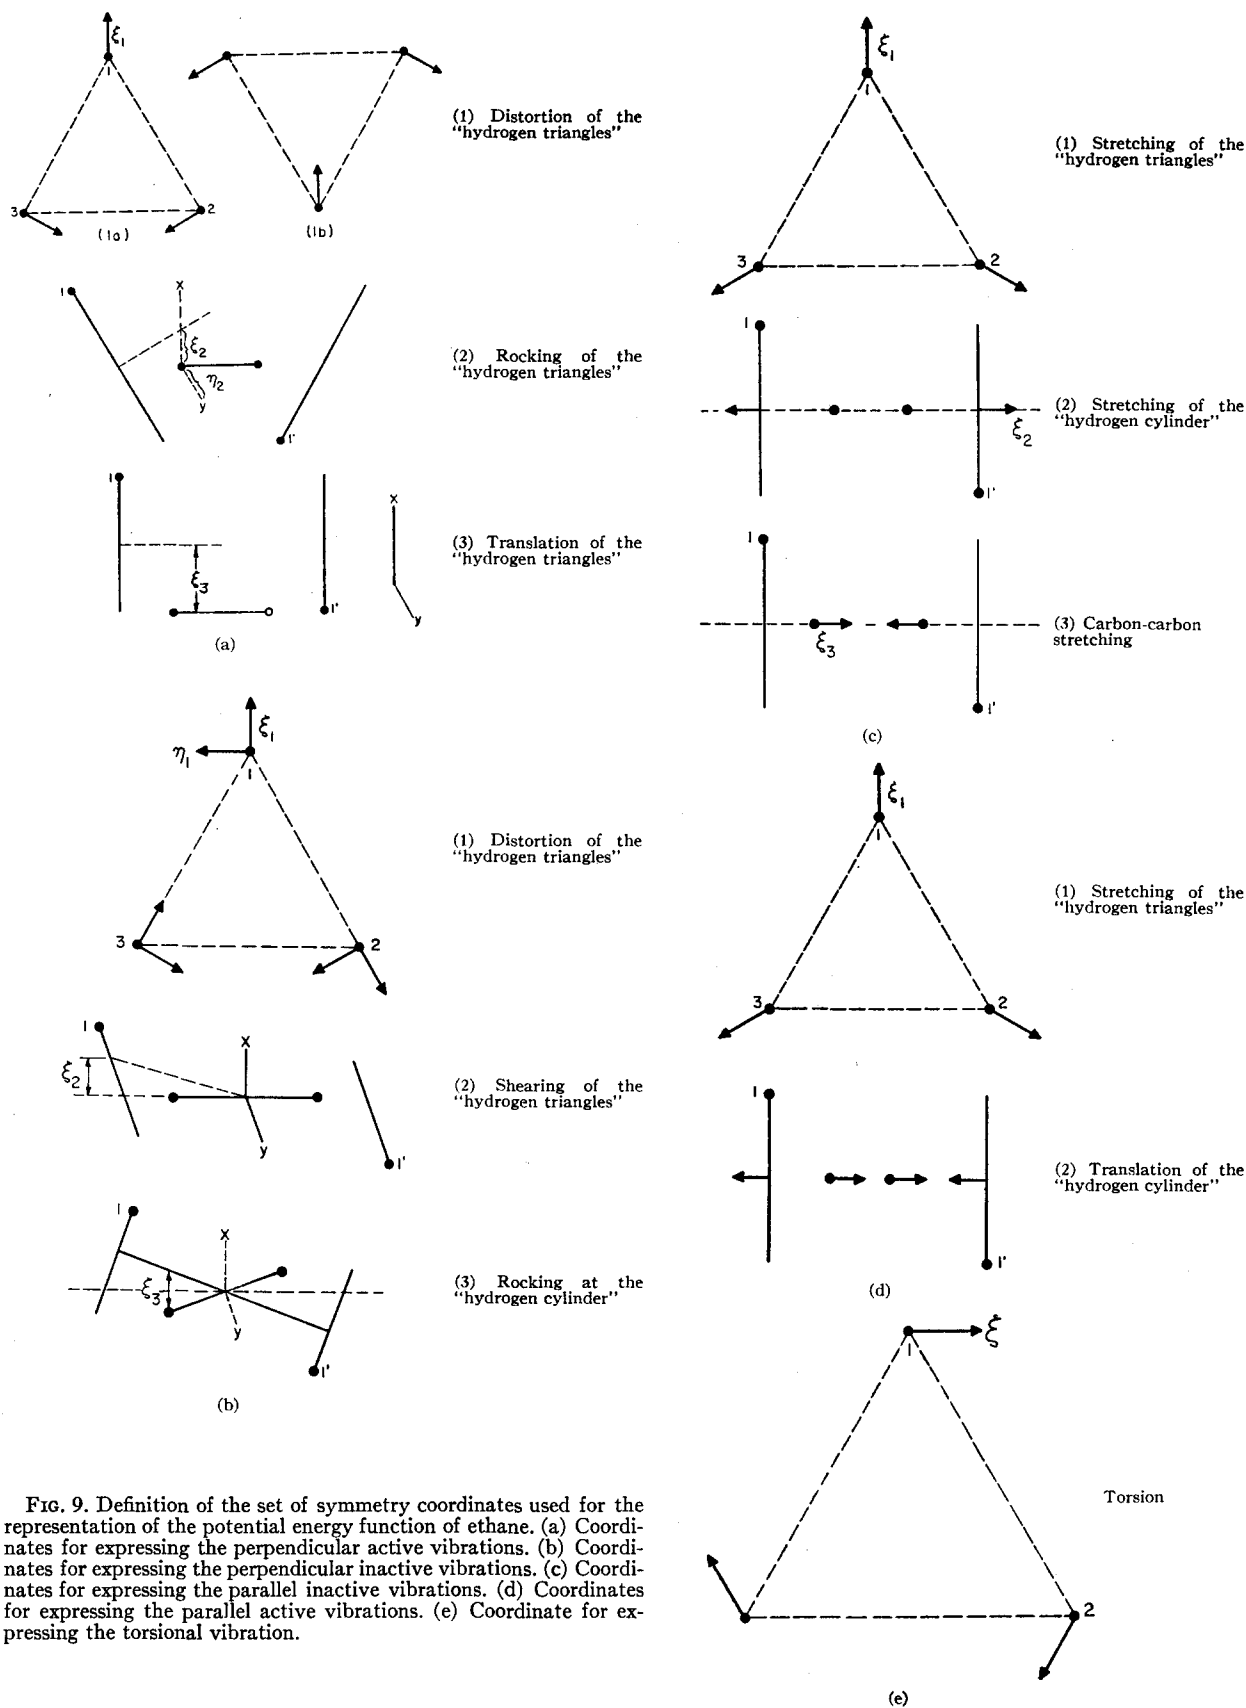 ξ₁
1
3
2
(1a)
(1b)
(1) Distortion of the
"hydrogen triangles"
1
x
ξ₂
η₂
y
1'
(2) Rocking of the
"hydrogen triangles"
1
ξ₃
1'
x
y
(3) Translation of the
"hydrogen triangles"
(a)
ξ₁
η₁
1
3
2
(1) Distortion of the
"hydrogen triangles"
1
ξ₂
x
y
1'
(2) Shearing of the
"hydrogen triangles"
1
x
ξ₃
y
1'
(3) Rocking at the
"hydrogen cylinder"
(b)
ξ₁
1
3
2
(1) Stretching of the
"hydrogen triangles"
1
ξ₂
1'
(2) Stretching of the
"hydrogen cylinder"
1
ξ₃
1'
(3) Carbon-carbon
stretching
(c)
ξ₁
1
3
2
(1) Stretching of the
"hydrogen triangles"
1
1'
(2) Translation of the
"hydrogen cylinder"
(d)
ξ
1
2
Torsion
(e)
FIG. 9. Definition of the set of symmetry coordinates used for the
representation of the potential energy function of ethane. (a) Coordi-
nates for expressing the perpendicular active vibrations. (b) Coordi-
nates for expressing the perpendicular inactive vibrations. (c) Coordi-
nates for expressing the parallel inactive vibrations. (d) Coordinates
for expressing the parallel active vibrations. (e) Coordinate for ex-
pressing the torsional vibration.